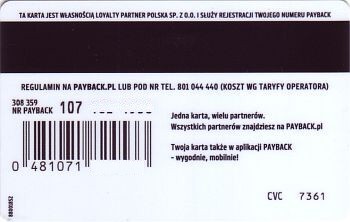 TA KARTA JEST WŁASNOŚCIĄ LOYALTY PARTNER POLSKA SP. Z O.O. I SŁUŻY REJESTRACJI TWOJEGO NUMERU PAYBACK
REGULAMIN NA PAYBACK.PL LUB POD NR TEL. 801 044 440 (KOSZT WG TARYFY OPERATORA)
308 359
NR PAYBACK 107
Jedna karta, wielu partnerów.
Wszystkich partnerów znajdziesz na PAYBACK.pl
Twoja karta także w aplikacji PAYBACK
- wygodnie, mobilnie!
0 481071
CVC 7361